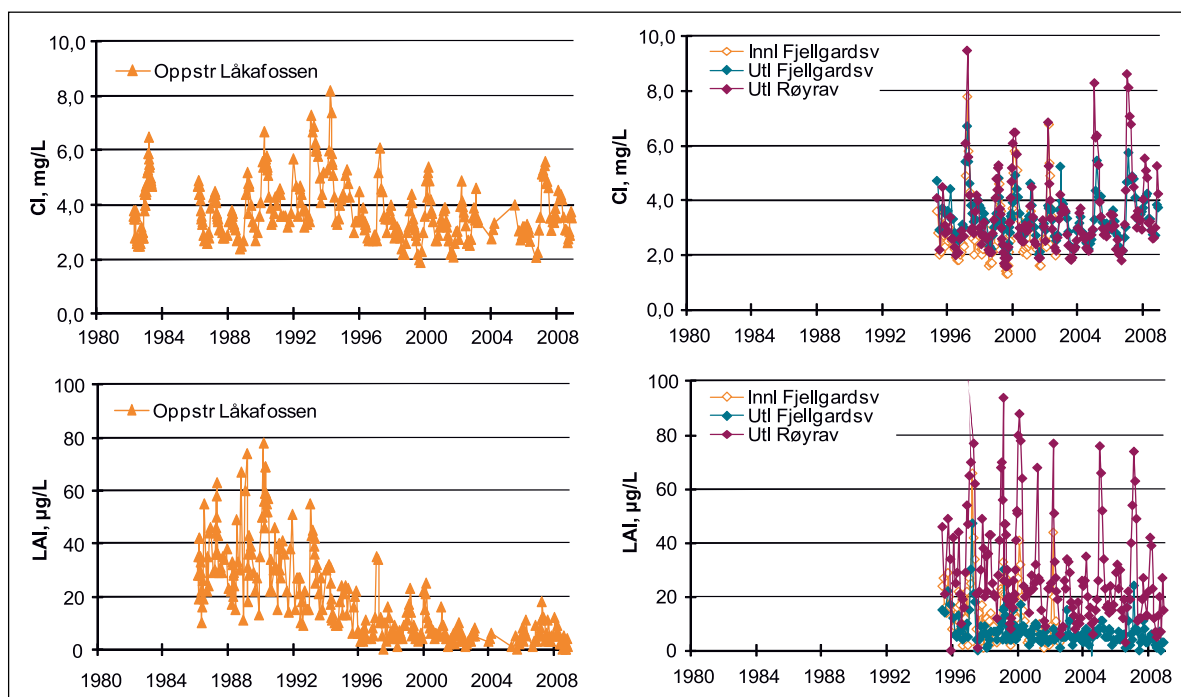 10,0
8,0
6,0
4,0
2,0
0,0
Cl, mg/L
Oppstr Låkafossen
1980 1984 1988 1992 1996 2000 2004 2008
10,0
8,0
6,0
4,0
2,0
0,0
Cl, mg/L
Innl Fjellgardsv
Utl Fjellgardsv
Utl Røyrav
1980 1984 1988 1992 1996 2000 2004 2008
100
80
60
40
20
0
LAl, µg/L
Oppstr Låkafossen
1980 1984 1988 1992 1996 2000 2004 2008
100
80
60
40
20
0
LAl, µg/L
Innl Fjellgardsv
Utl Fjellgardsv
Utl Røyrav
1980 1984 1988 1992 1996 2000 2004 2008